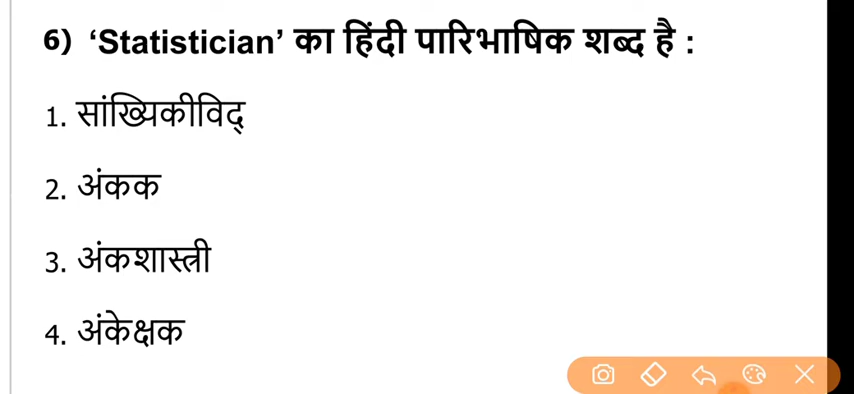 6) ‘Statistician’ का हिंदी पारिभाषिक शब्द है :
1. सांख्यिकीविद्
2. अंकक
3. अंकशास्त्री
4. अंकेक्षक